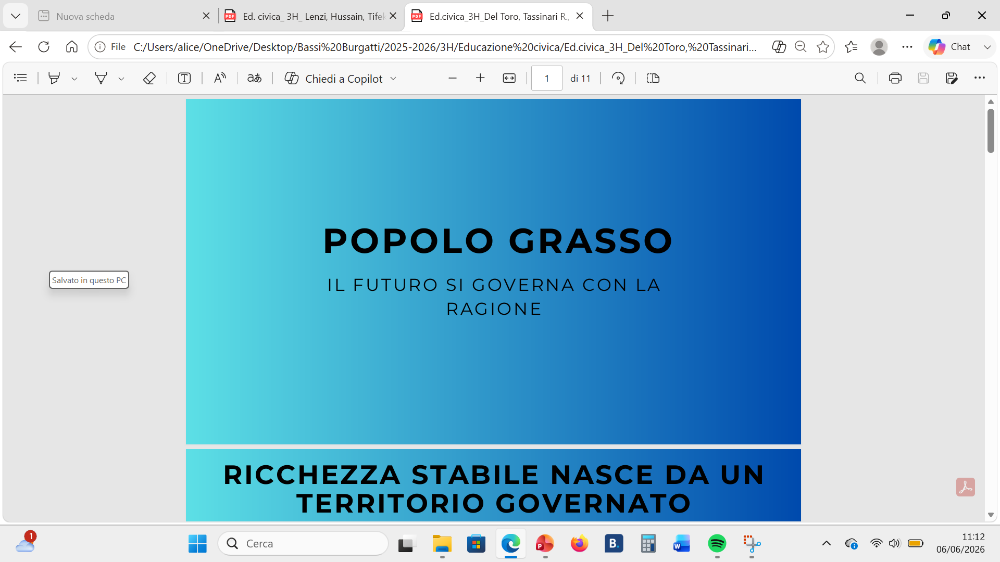 Nuova scheda
Ed. civica_ 3H_ Lenzi, Hussain, Tifek
Ed.civica_3H_Del Toro, Tassinari R.,
File C:/Users/alice/OneDrive/Desktop/Bassi%20Burgatti/2025-2026/3H/Educazione%20civica/Ed.civica_3H_Del%20Toro,%20Tassinari...
Chat
Chiedi a Copilot
1 di 11
POPOLO GRASSO
IL FUTURO SI GOVERNA CON LA
RAGIONE
Salvato in questo PC
RICCHEZZA STABILE NASCE DA UN
TERRITORIO GOVERNATO
1
Cerca
11:12
06/06/2026